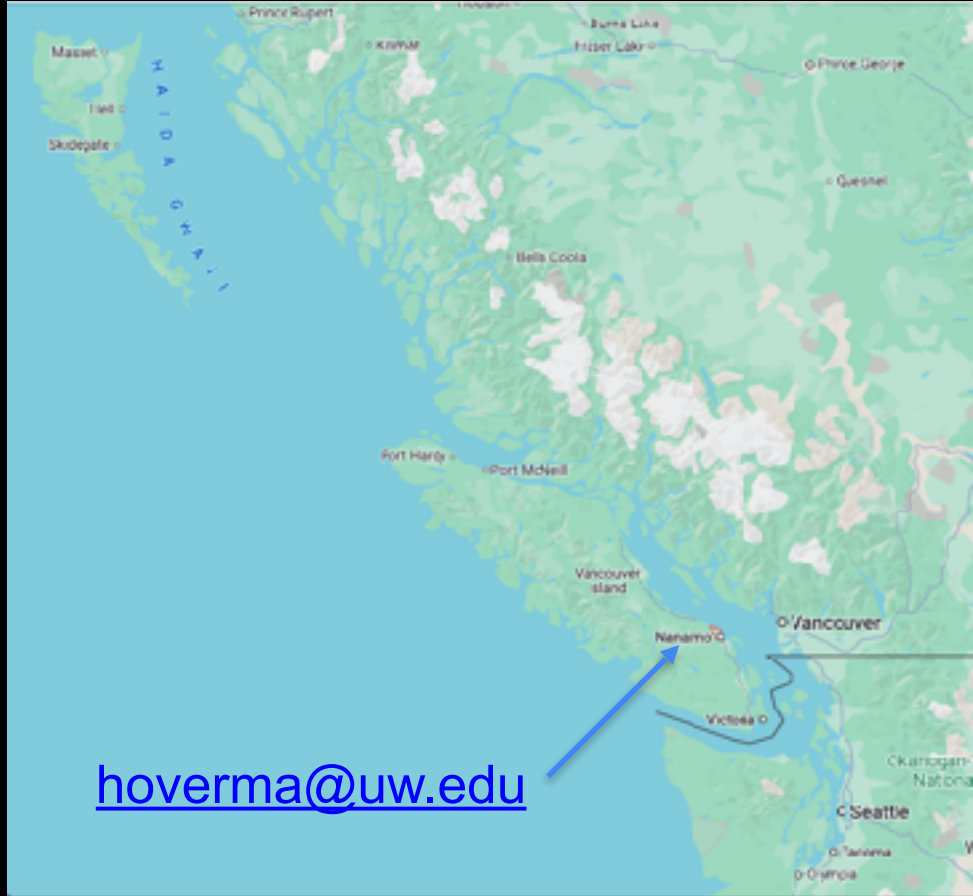 Prince Rupert
Burns Lake
Masset
Kitimat
Fraser Lake
Prince George
Tlell
HAIDA GWAII
Skidegate
Quesnel
Bella Coola
Port Hardy
Port McNeill
Vancouver
Island
Vancouver
Nanaimo
Victoria
hoverma@uw.edu
Okanogan-
Nationa
Seattle
Tacoma
Olympia
W